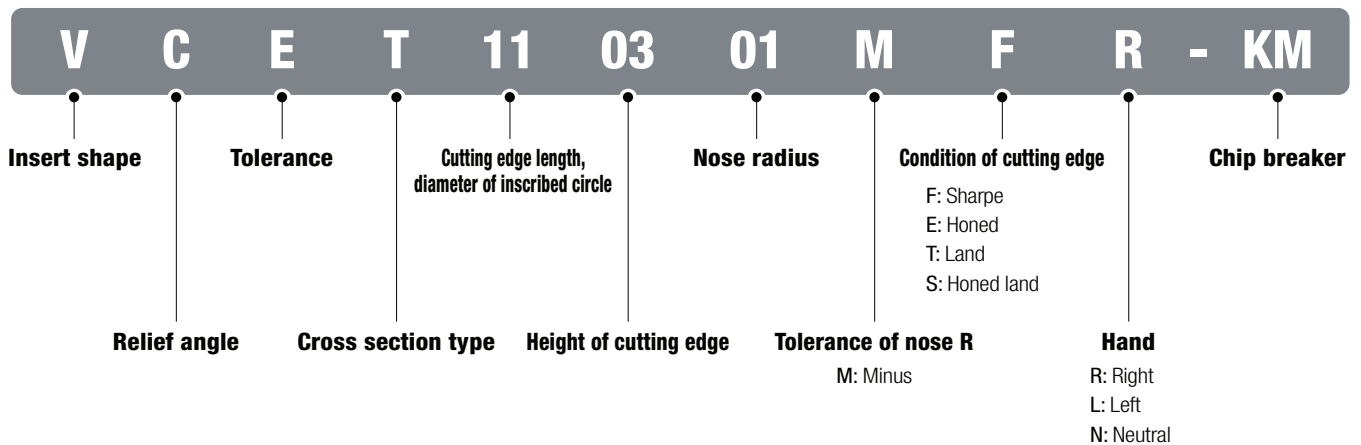 V C E T 11 03 01 M F R - KM
Insert shape
Tolerance
Cutting edge length,
diameter of inscribed circle
Nose radius
Condition of cutting edge
F: Sharpe
E: Honed
T: Land
S: Honed land
Chip breaker
Relief angle
Cross section type
Height of cutting edge
Tolerance of nose R
M: Minus
Hand
R: Right
L: Left
N: Neutral